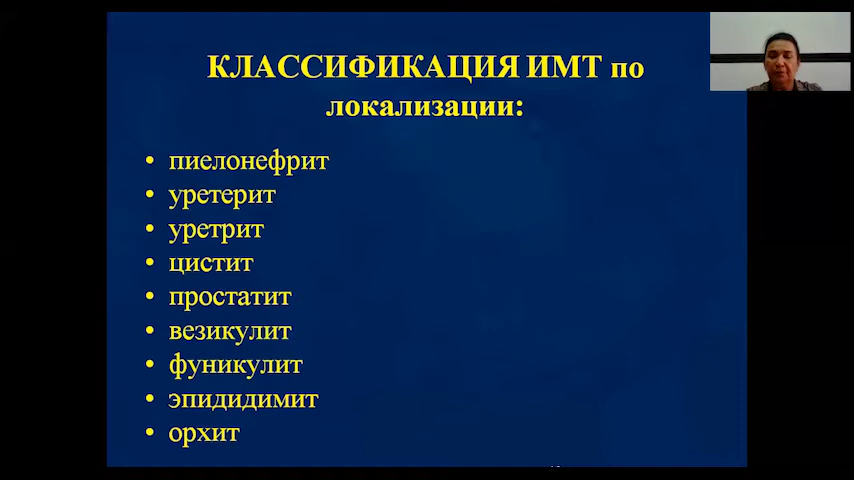 КЛАССИФИКАЦИЯ ИМТ по
локализации:
• пиелонефрит
• уретерит
• уретрит
• цистит
• простатит
• везикулит
• фуникулит
• эпидидимит
• орхит